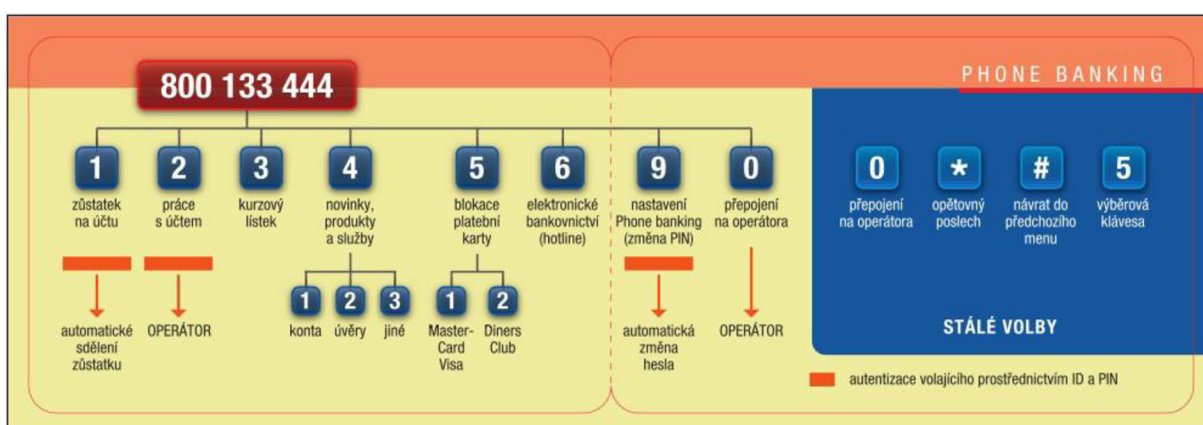 800 133 444
PHONE BANKING
1
zůstatek
na účtu
automatické
sdělení
zůstatku
2
práce
s účtem
OPERÁTOR
3
kurzový
lístek
4
novinky,
produkty
a služby
1
konta
2
úvěry
3
jiné
5
blokace
platební
karty
1
Master-
Card
Visa
2
Diners
Club
6
elektronické
bankovnictví
(hotline)
9
nastavení
Phone banking
(změna PIN)
automatická
změna
hesla
0
přepojení
na operátora
OPERÁTOR
0
přepojení
na operátora
*
opětovný
poslech
#
návrat do
předchozího
menu
5
výběrová
klávesa
STÁLÉ VOLBY
autentizace volajícího prostřednictvím ID a PIN